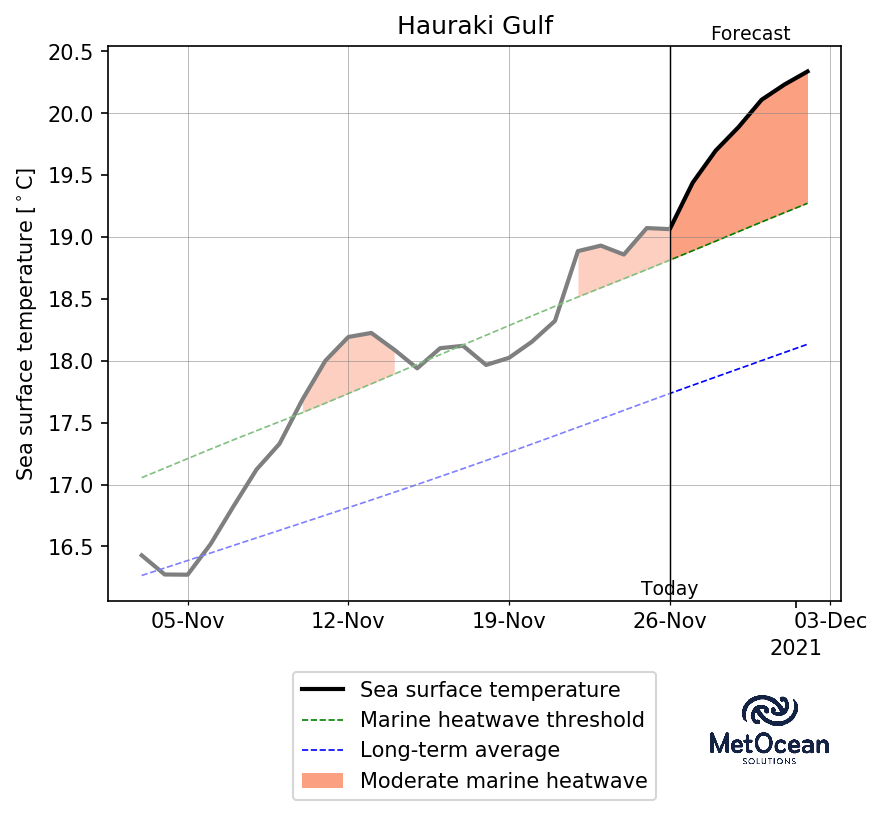 Hauraki Gulf
Forecast
Sea surface temperature [°C]
20.5
20.0
19.5
19.0
18.5
18.0
17.5
17.0
16.5
Today
05-Nov 12-Nov 19-Nov 26-Nov 03-Dec
2021
Sea surface temperature
Marine heatwave threshold
Long-term average
Moderate marine heatwave
MetOcean
SOLUTIONS